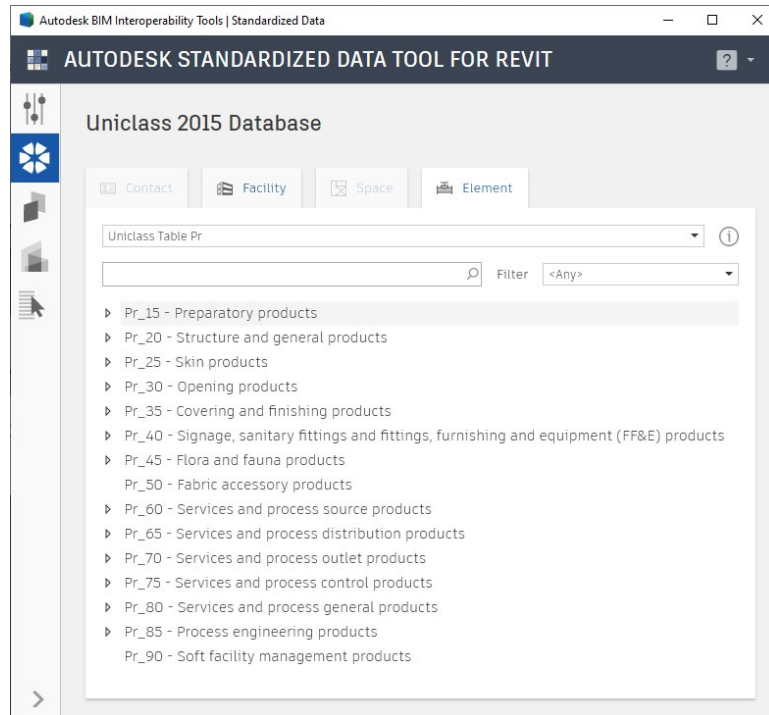 Autodesk BIM Interoperability Tools | Standardized Data
AUTODESK STANDARDIZED DATA TOOL FOR REVIT
?
Uniclass 2015 Database
Contact Facility Space Element
Uniclass Table Pr
Filter <Any>
Pr_15 - Preparatory products
Pr_20 - Structure and general products
Pr_25 - Skin products
Pr_30 - Opening products
Pr_35 - Covering and finishing products
Pr_40 - Signage, sanitary fittings and fittings, furnishing and equipment (FF&E) products
Pr_45 - Flora and fauna products
Pr_50 - Fabric accessory products
Pr_60 - Services and process source products
Pr_65 - Services and process distribution products
Pr_70 - Services and process outlet products
Pr_75 - Services and process control products
Pr_80 - Services and process general products
Pr_85 - Process engineering products
Pr_90 - Soft facility management products